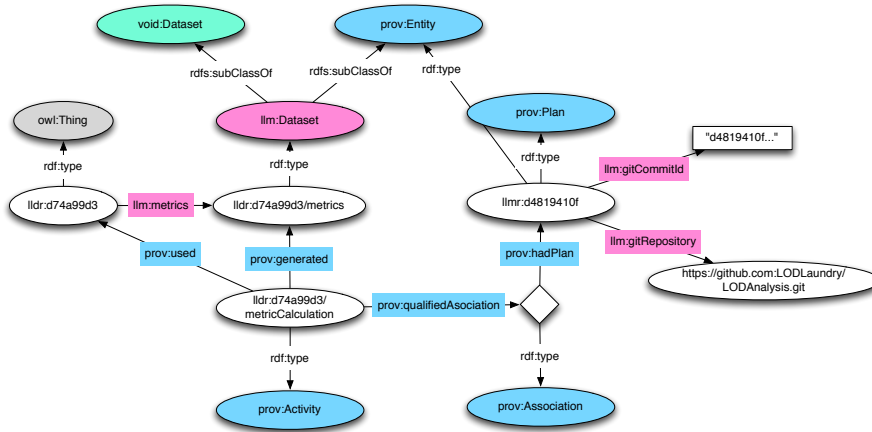 void:Dataset
prov:Entity
rdfs:subClassOf
rdfs:subClassOf
rdf:type
owl:Thing
llm:Dataset
prov:Plan
"d4819410f..."
rdf:type
rdf:type
rdf:type
llm:gitCommitId
lldr:d74a99d3
llm:metrics
lldr:d74a99d3/metrics
llmr:d4819410f
llm:gitRepository
prov:used
prov:generated
prov:hadPlan
https://github.com:LODLaundry/
LODAnalysis.git
lldr:d74a99d3/
metricCalculation
prov:qualifiedAsociation
rdf:type
rdf:type
prov:Activity
prov:Association